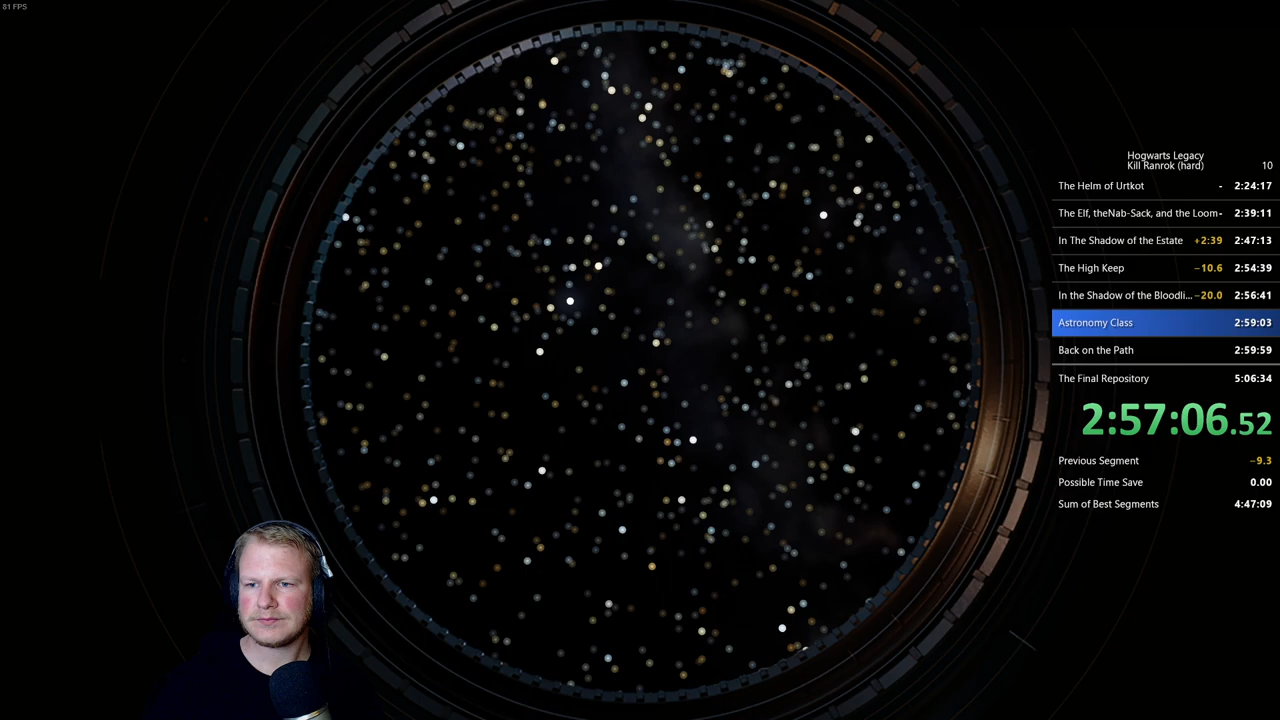 81 FPS
Hogwarts Legacy
Kill Ranrok (hard) 10
The Helm of Urtkot - 2:24:17
The Elf, theNab-Sack, and the Loom- 2:39:11
In The Shadow of the Estate +2:39 2:47:13
The High Keep −10.6 2:54:39
In the Shadow of the Bloodli... −20.0 2:56:41
Astronomy Class 2:59:03
Back on the Path 2:59:59
The Final Repository 5:06:34
2:57:06.52
Previous Segment −9.3
Possible Time Save 0.00
Sum of Best Segments 4:47:09